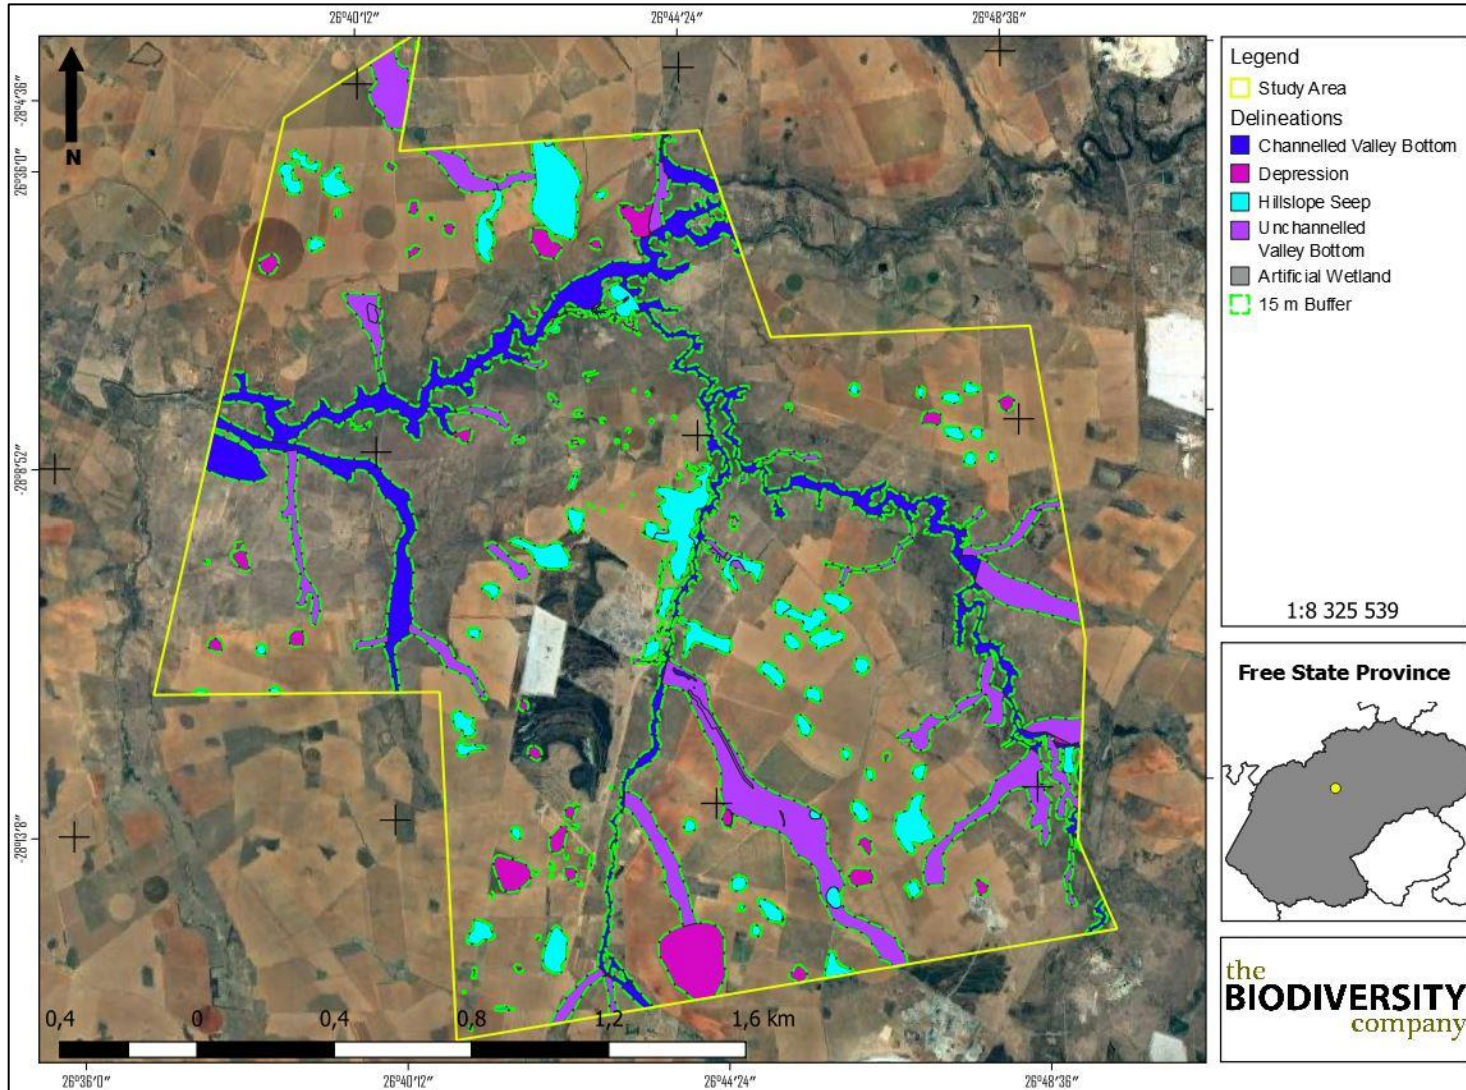 26°40'12″
26°44'24″
26°48'36″
-28°4'36″
26°36'0″
-28°8'52″
-28°13'8″
N
0,4
0
0,4
0,8
1,2
1,6 km
26°36'0″
26°40'12″
26°44'24″
26°48'36″
Legend
Study Area
Delineations
Channelled Valley Bottom
Depression
Hillslope Seep
Unchannelled
Valley Bottom
Artificial Wetland
15 m Buffer
1:8 325 539
Free State Province
the
BIODIVERSITY
company